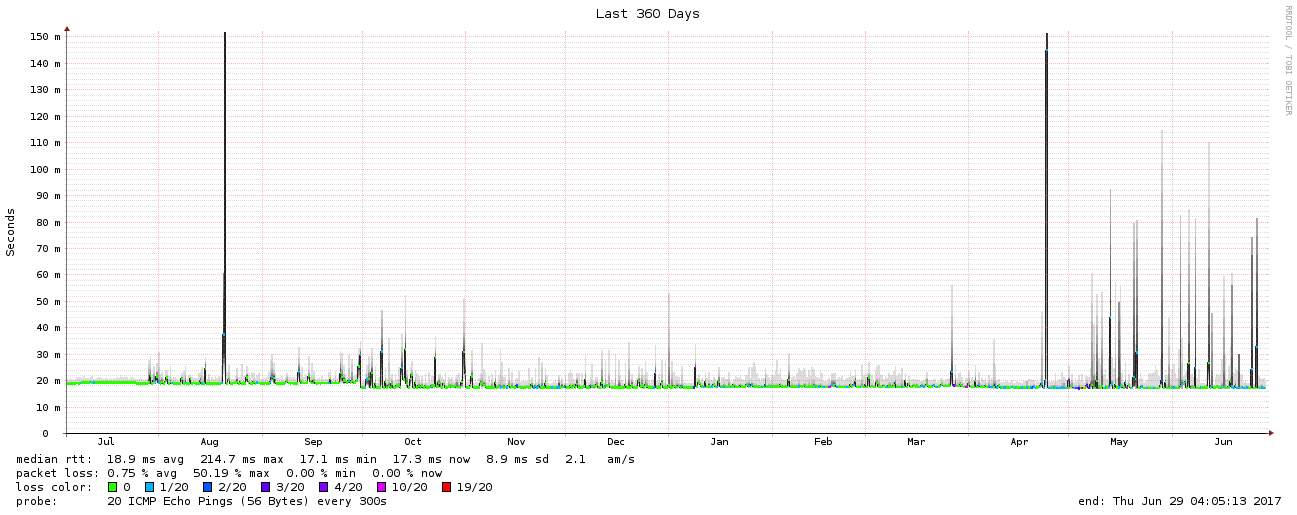 Last 360 Days
RRDTOOL / TOBI OETIKER
Seconds
150 m
140 m
130 m
120 m
110 m
100 m
90 m
80 m
70 m
60 m
50 m
40 m
30 m
20 m
10 m
0
Jul Aug Sep Oct Nov Dec Jan Feb Mar Apr May Jun
median rtt: 18.9 ms avg 214.7 ms max 17.1 ms min 17.3 ms now 8.9 ms sd 2.1 am/s
packet loss: 0.75 % avg 50.19 % max 0.00 % min 0.00 % now
loss color: 0 1/20 2/20 3/20 4/20 10/20 19/20
probe: 20 ICMP Echo Pings (56 Bytes) every 300s end: Thu Jun 29 04:05:13 2017